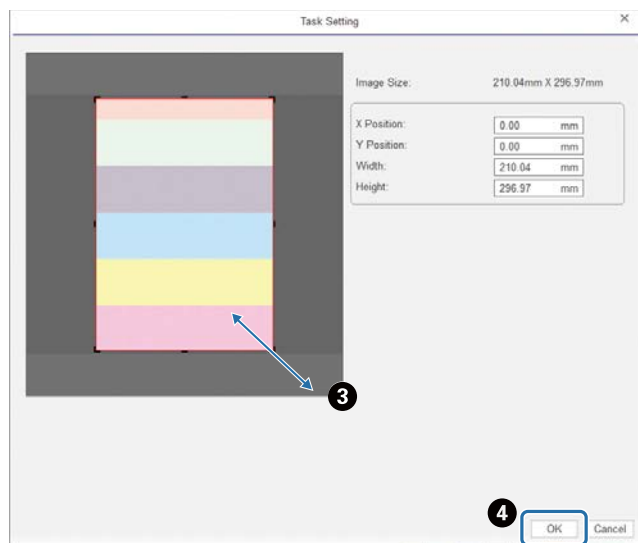 Task Setting ×
Image Size: 210.04mm X 296.97mm
X Position: 0.00 mm
Y Position: 0.00 mm
Width: 210.04 mm
Height: 296.97 mm
3
4
OK Cancel